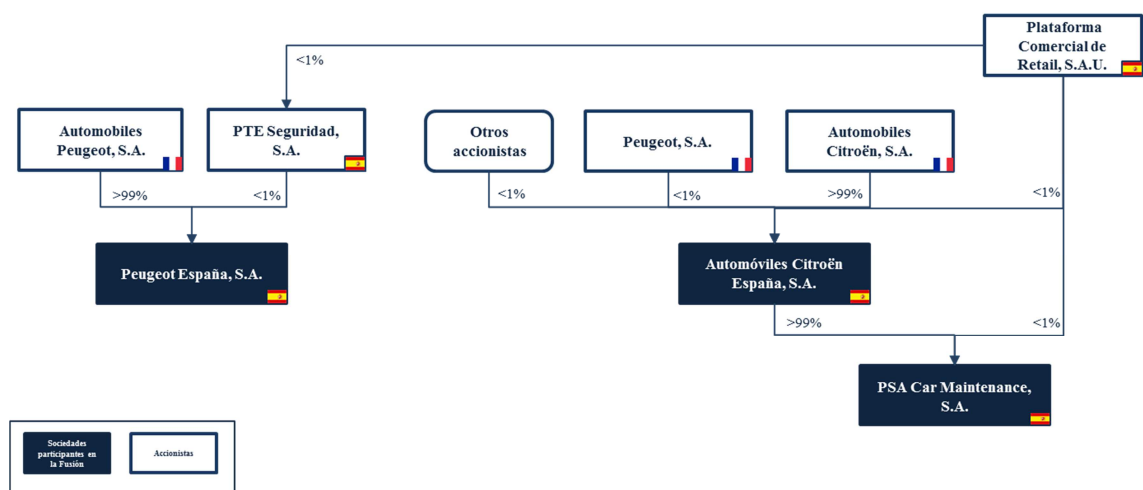 Plataforma
Comercial de
Retail, S.A.U.
<1%
Automobiles
Peugeot, S.A.
PTE Seguridad,
S.A.
Otros
accionistas
Peugeot, S.A.
Automobiles
Citroën, S.A.
>99%
<1%
<1%
<1%
>99%
<1%
Peugeot España, S.A.
Automóviles Citroën
España, S.A.
>99%
<1%
PSA Car Maintenance,
S.A.
Sociedades
participantes en
la Fusión
Accionistas